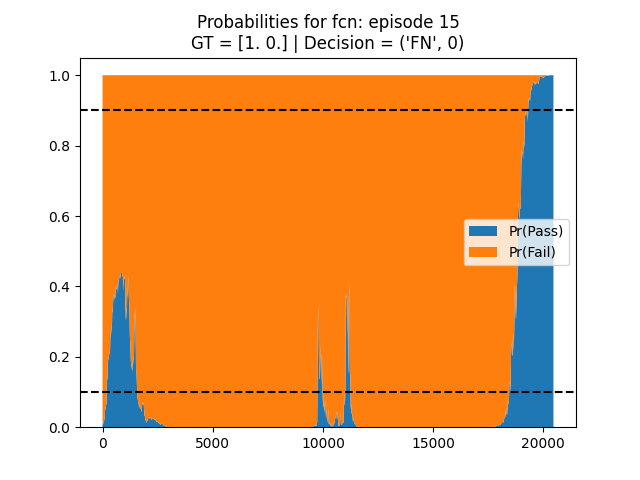 Probabilities for fcn: episode 15
GT = [1. 0.] | Decision = ('FN', 0)
1.0
0.8
0.6
0.4
0.2
0.0
Pr(Pass)
Pr(Fail)
0
5000
10000
15000
20000